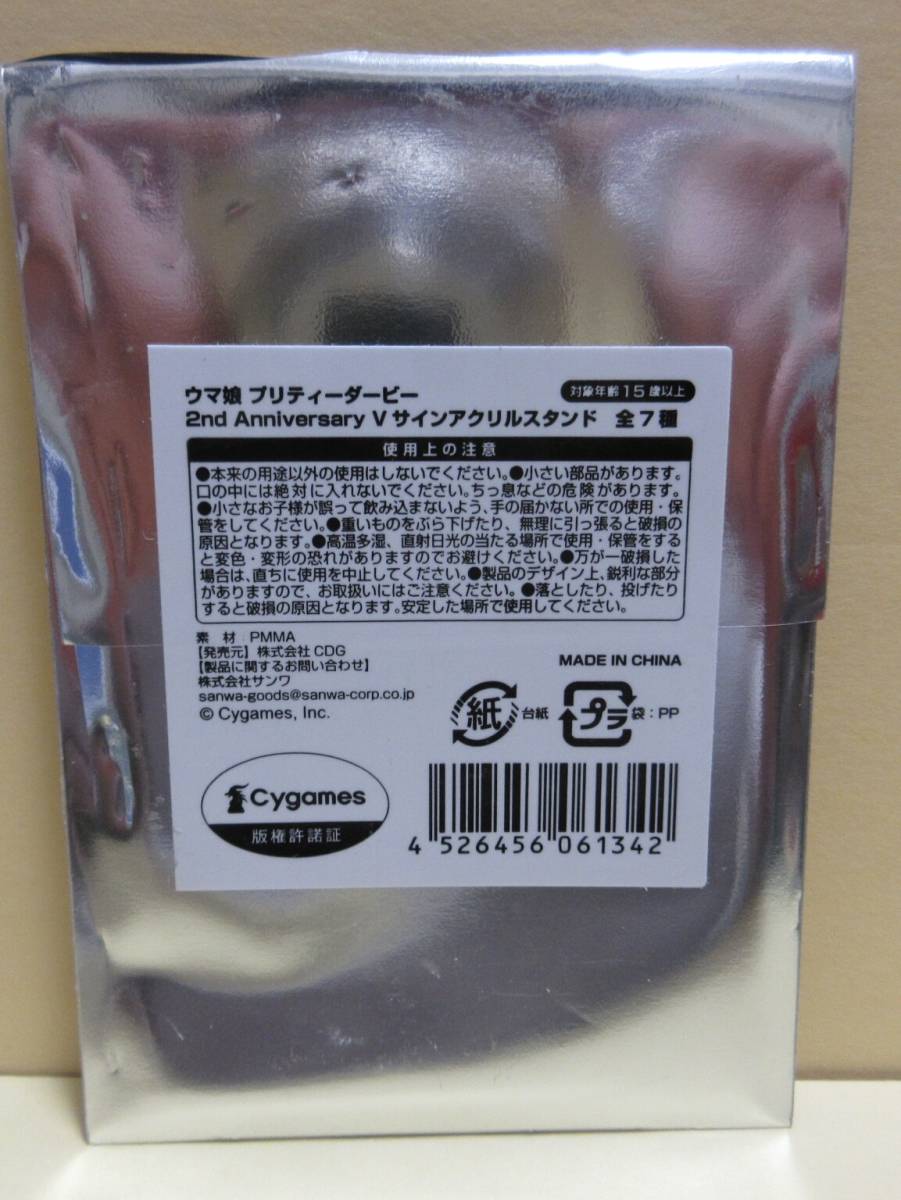 ウマ娘 プリティーダービー
対象年齢 15歳以上
2nd Anniversary V サインアクリルスタンド 全7種
使用上の注意
●本来の用途以外の使用はしないでください。●小さい部品があります。
口の中には絶対に入れないでください。ちっ息などの危険があります。
●小さなお子様が誤って飲み込まないよう、手の届かない所での使用・保
管をしてください。●重いものをぶら下げたり、無理に引っ張ると破損の
原因となります。●高温多湿、直射日光の当たる場所で使用・保管をする
と変色・変形の恐れがありますのでお避けください。●万が一破損した
場合は、直ちに使用を中止してください。●製品のデザイン上、鋭利な部分
がありますので、お取扱いにはご注意ください。●落としたり、投げたり
すると破損の原因となります。安定した場所で使用してください。
素 材:PMMA
【発売元】株式会社CDG
【製品に関するお問い合わせ】
株式会社サンワ
sanwa-goods@sanwa-corp.co.jp
© Cygames, Inc.
MADE IN CHINA
紙 台紙
プラ 袋:PP
Cygames
版権許諾証
4 526456 061342